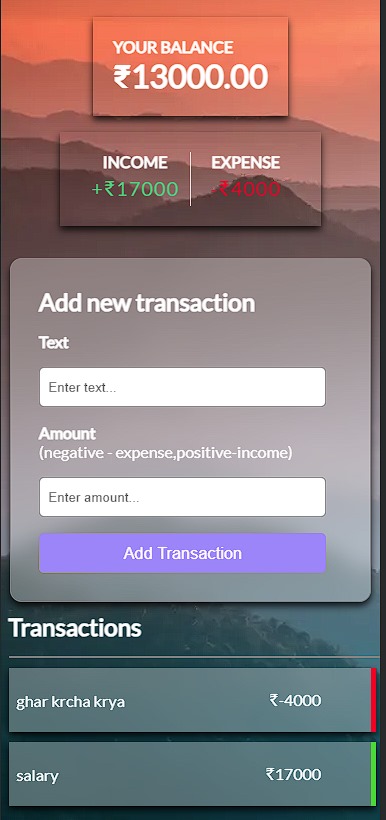 YOUR BALANCE
₹13000.00
INCOME
EXPENSE
+₹17000
-₹4000
Add new transaction
Text
Enter text...
Amount
(negative - expense,positive-income)
Enter amount...
Add Transaction
Transactions
ghar krcha krya
₹-4000
salary
₹17000